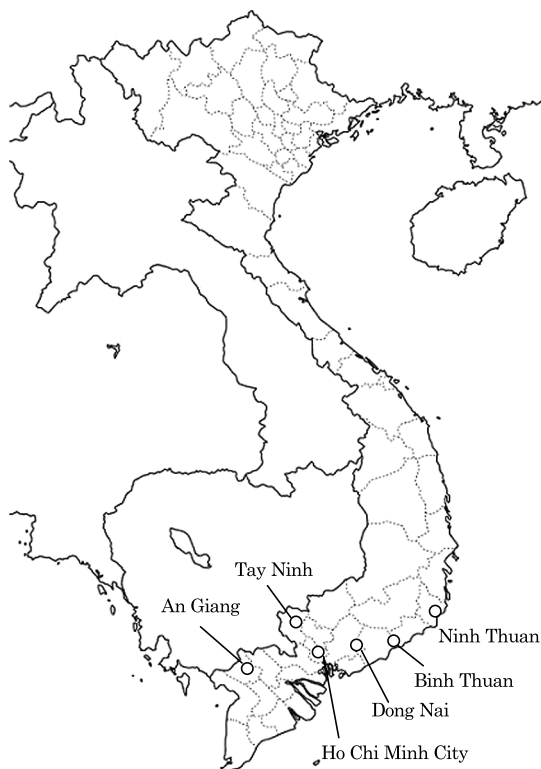 Tay Ninh
An Giang
Ninh Thuan
Binh Thuan
Dong Nai
Ho Chi Minh City